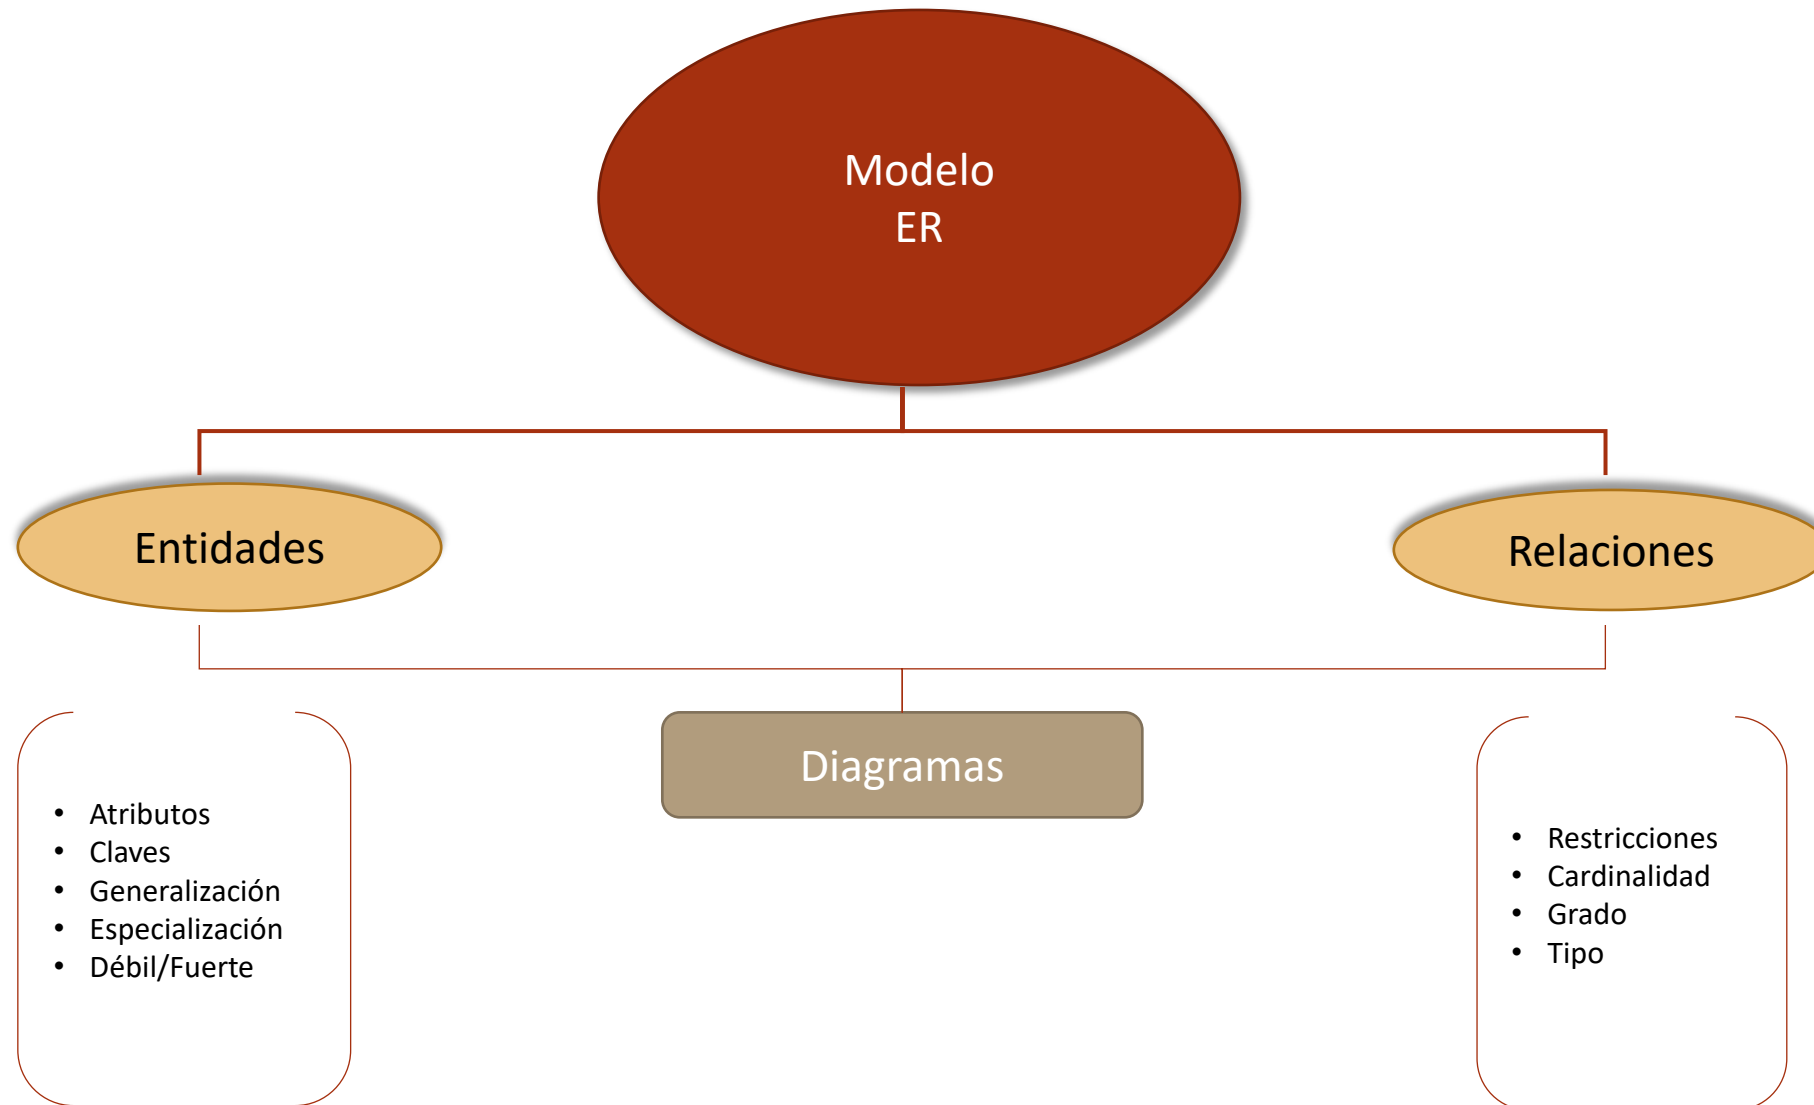 Modelo
ER
Entidades
Relaciones
Diagramas
• Atributos
• Claves
• Generalización
• Especialización
• Débil/Fuerte
• Restricciones
• Cardinalidad
• Grado
• Tipo